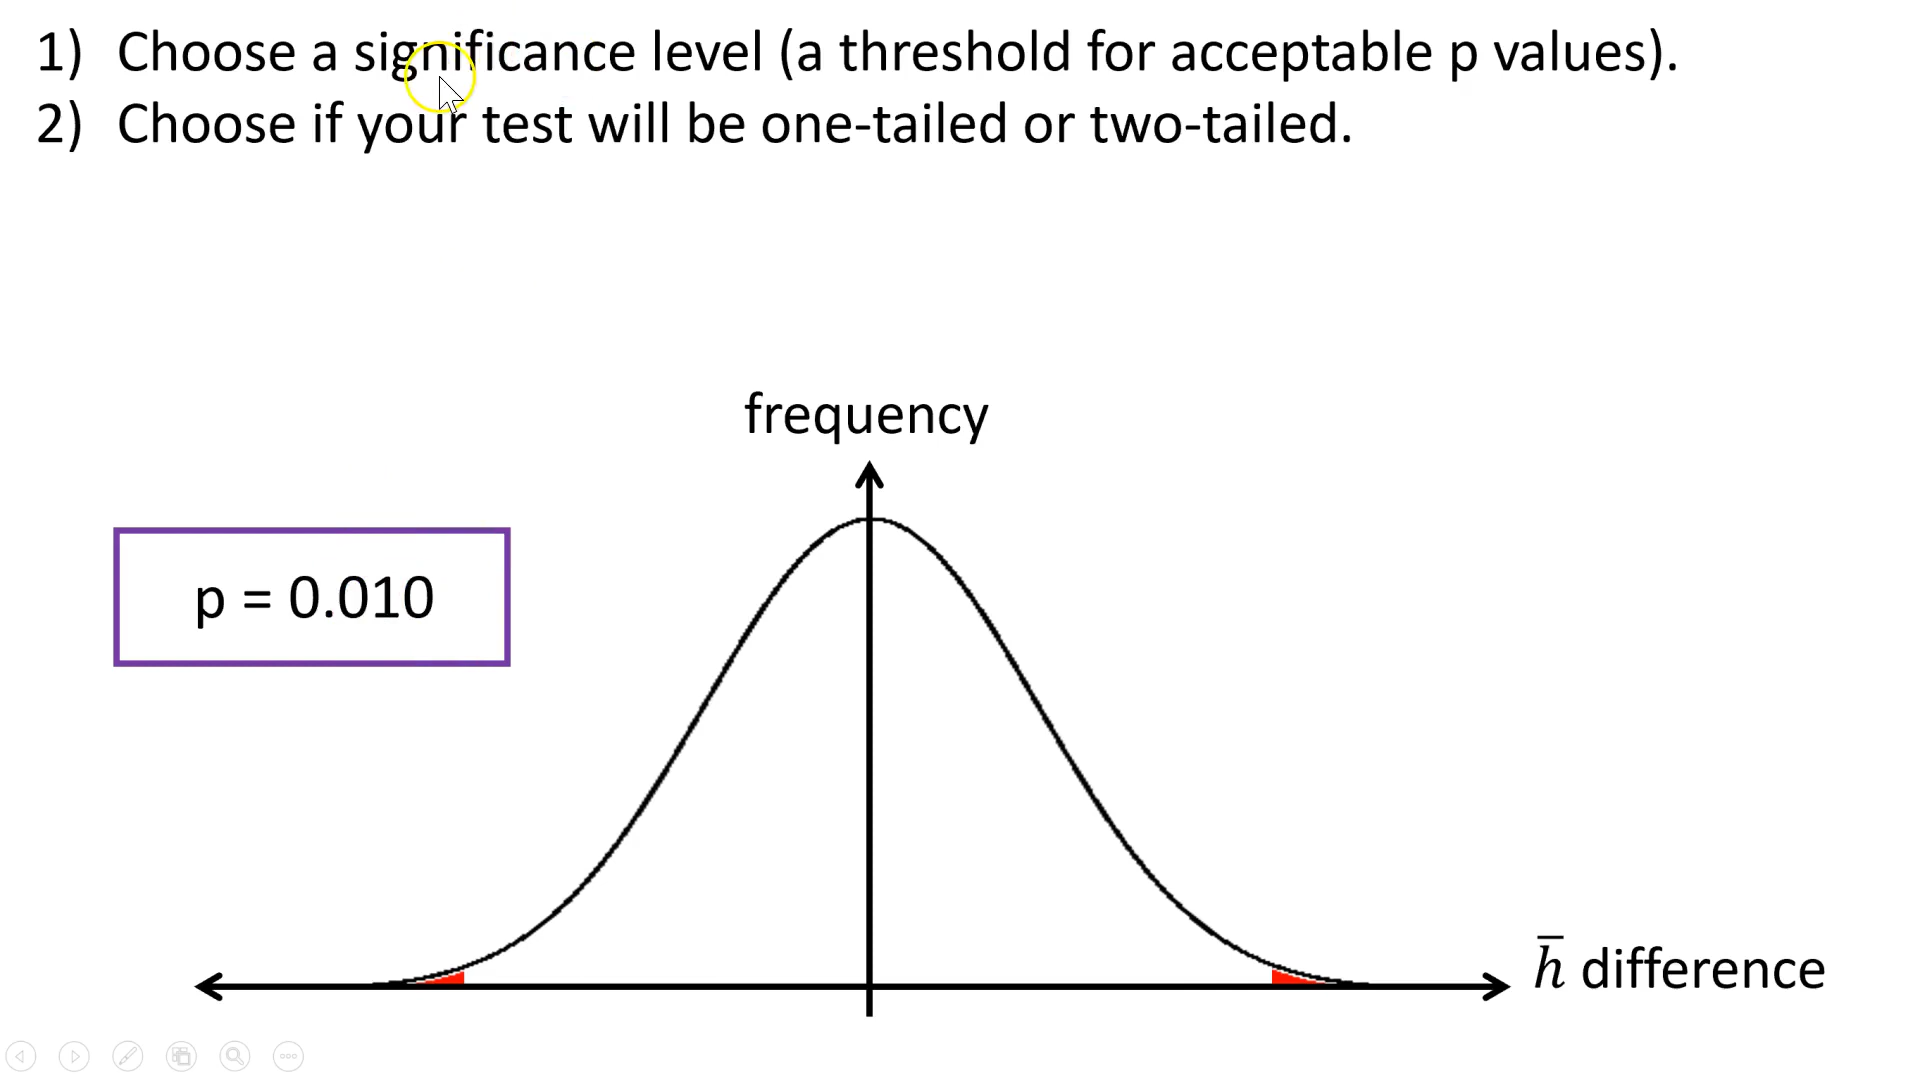 1) Choose a significance level (a threshold for acceptable p values).
2) Choose if your test will be one-tailed or two-tailed.
frequency
p = 0.010
h̅ difference